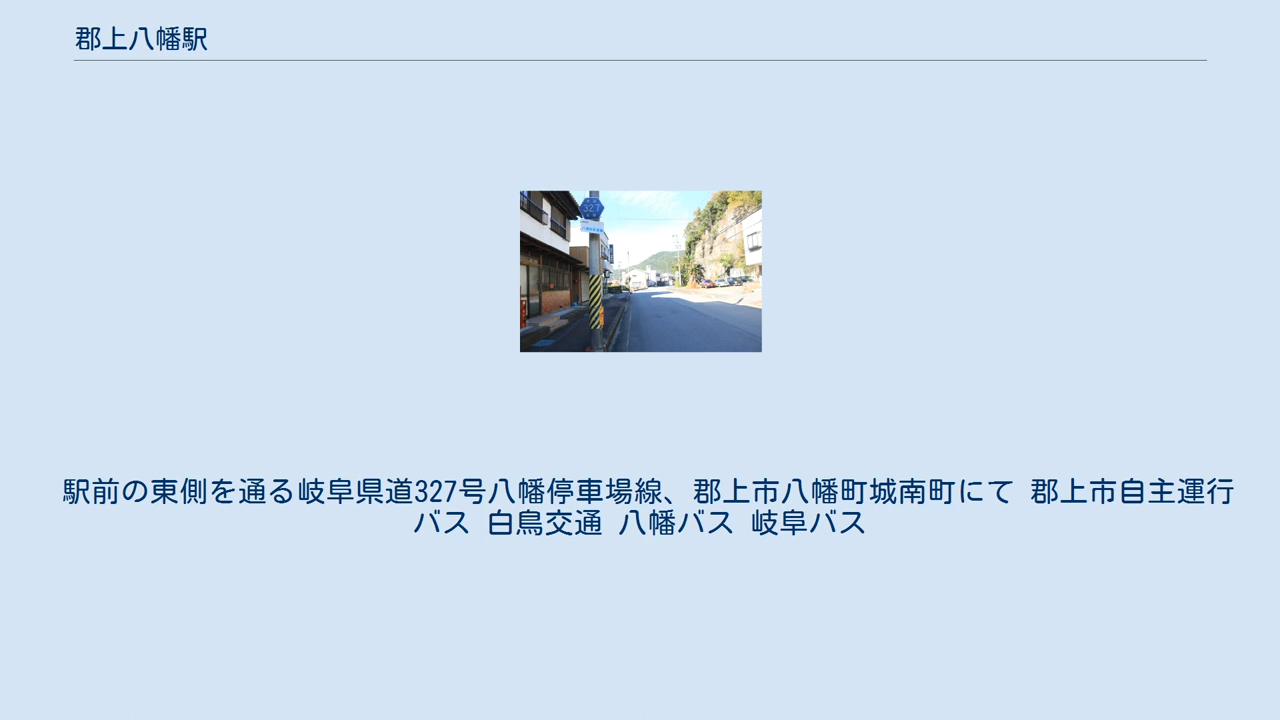 郡上八幡駅
327
駅前の東側を通る岐阜県道327号八幡停車場線、郡上市八幡町城南町にて 郡上市自主運行
バス 白鳥交通 八幡バス 岐阜バス